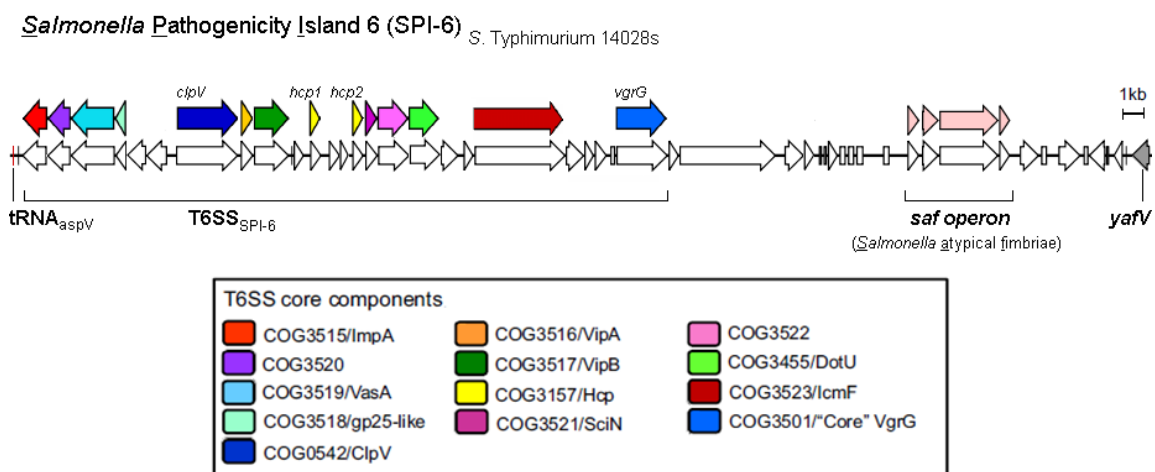 Salmonella Pathogenicity Island 6 (SPI-6) S. Typhimurium 14028s
clpV hcp1 hcp2 vgrG
1kb
tRNAaspV T6SSSPI-6 saf operon yafV
(Salmonella atypical fimbriae)
T6SS core components
COG3515/ImpA COG3516/VipA COG3522
COG3520 COG3517/VipB COG3455/DotU
COG3519/VasA COG3157/Hcp COG3523/IcmF
COG3518/gp25-like COG3521/SciN COG3501/"Core" VgrG
COG0542/ClpV